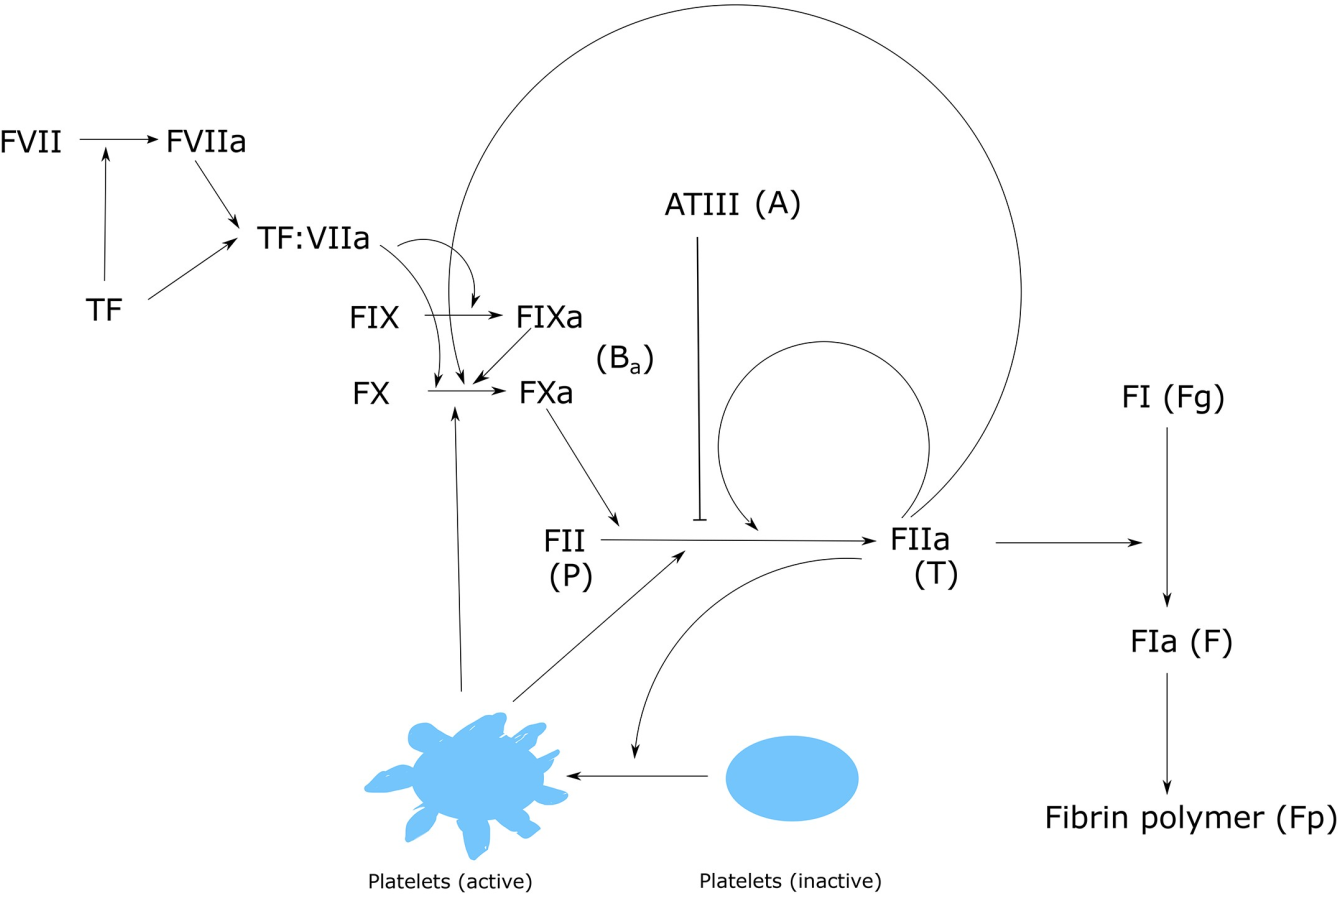 FVII
FVIIa
ATIII (A)
TF:VIIa
TF
FIX
FIXa
(Ba)
FX
FXa
FI (Fg)
FII
(P)
FIIa
(T)
FIa (F)
Fibrin polymer (Fp)
Platelets (active)
Platelets (inactive)